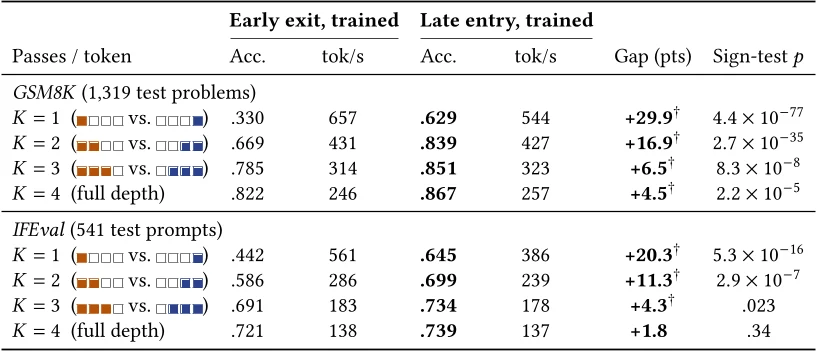 Early exit, trained Late entry, trained
Passes / token Acc. tok/s Acc. tok/s Gap (pts) Sign-test p
GSM8K (1,319 test problems)
K = 1 (■□□□ vs. □□□■) .330 657 .629 544 +29.9† 4.4 × 10⁻⁷⁷
K = 2 (■■□□ vs. □□■■) .669 431 .839 427 +16.9† 2.7 × 10⁻³⁵
K = 3 (■■■□ vs. □■■■) .785 314 .851 323 +6.5† 8.3 × 10⁻⁸
K = 4 (full depth) .822 246 .867 257 +4.5† 2.2 × 10⁻⁵
IFEval (541 test prompts)
K = 1 (■□□□ vs. □□□■) .442 561 .645 386 +20.3† 5.3 × 10⁻¹⁶
K = 2 (■■□□ vs. □□■■) .586 286 .699 239 +11.3† 2.9 × 10⁻⁷
K = 3 (■■■□ vs. □■■■) .691 183 .734 178 +4.3† .023
K = 4 (full depth) .721 138 .739 137 +1.8 .34